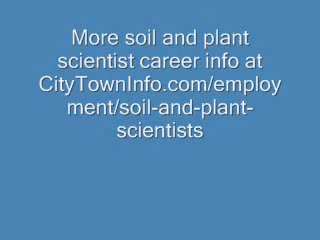 More soil and plant
scientist career info at
CityTownInfo.com/employ
ment/soil-and-plant-
scientists